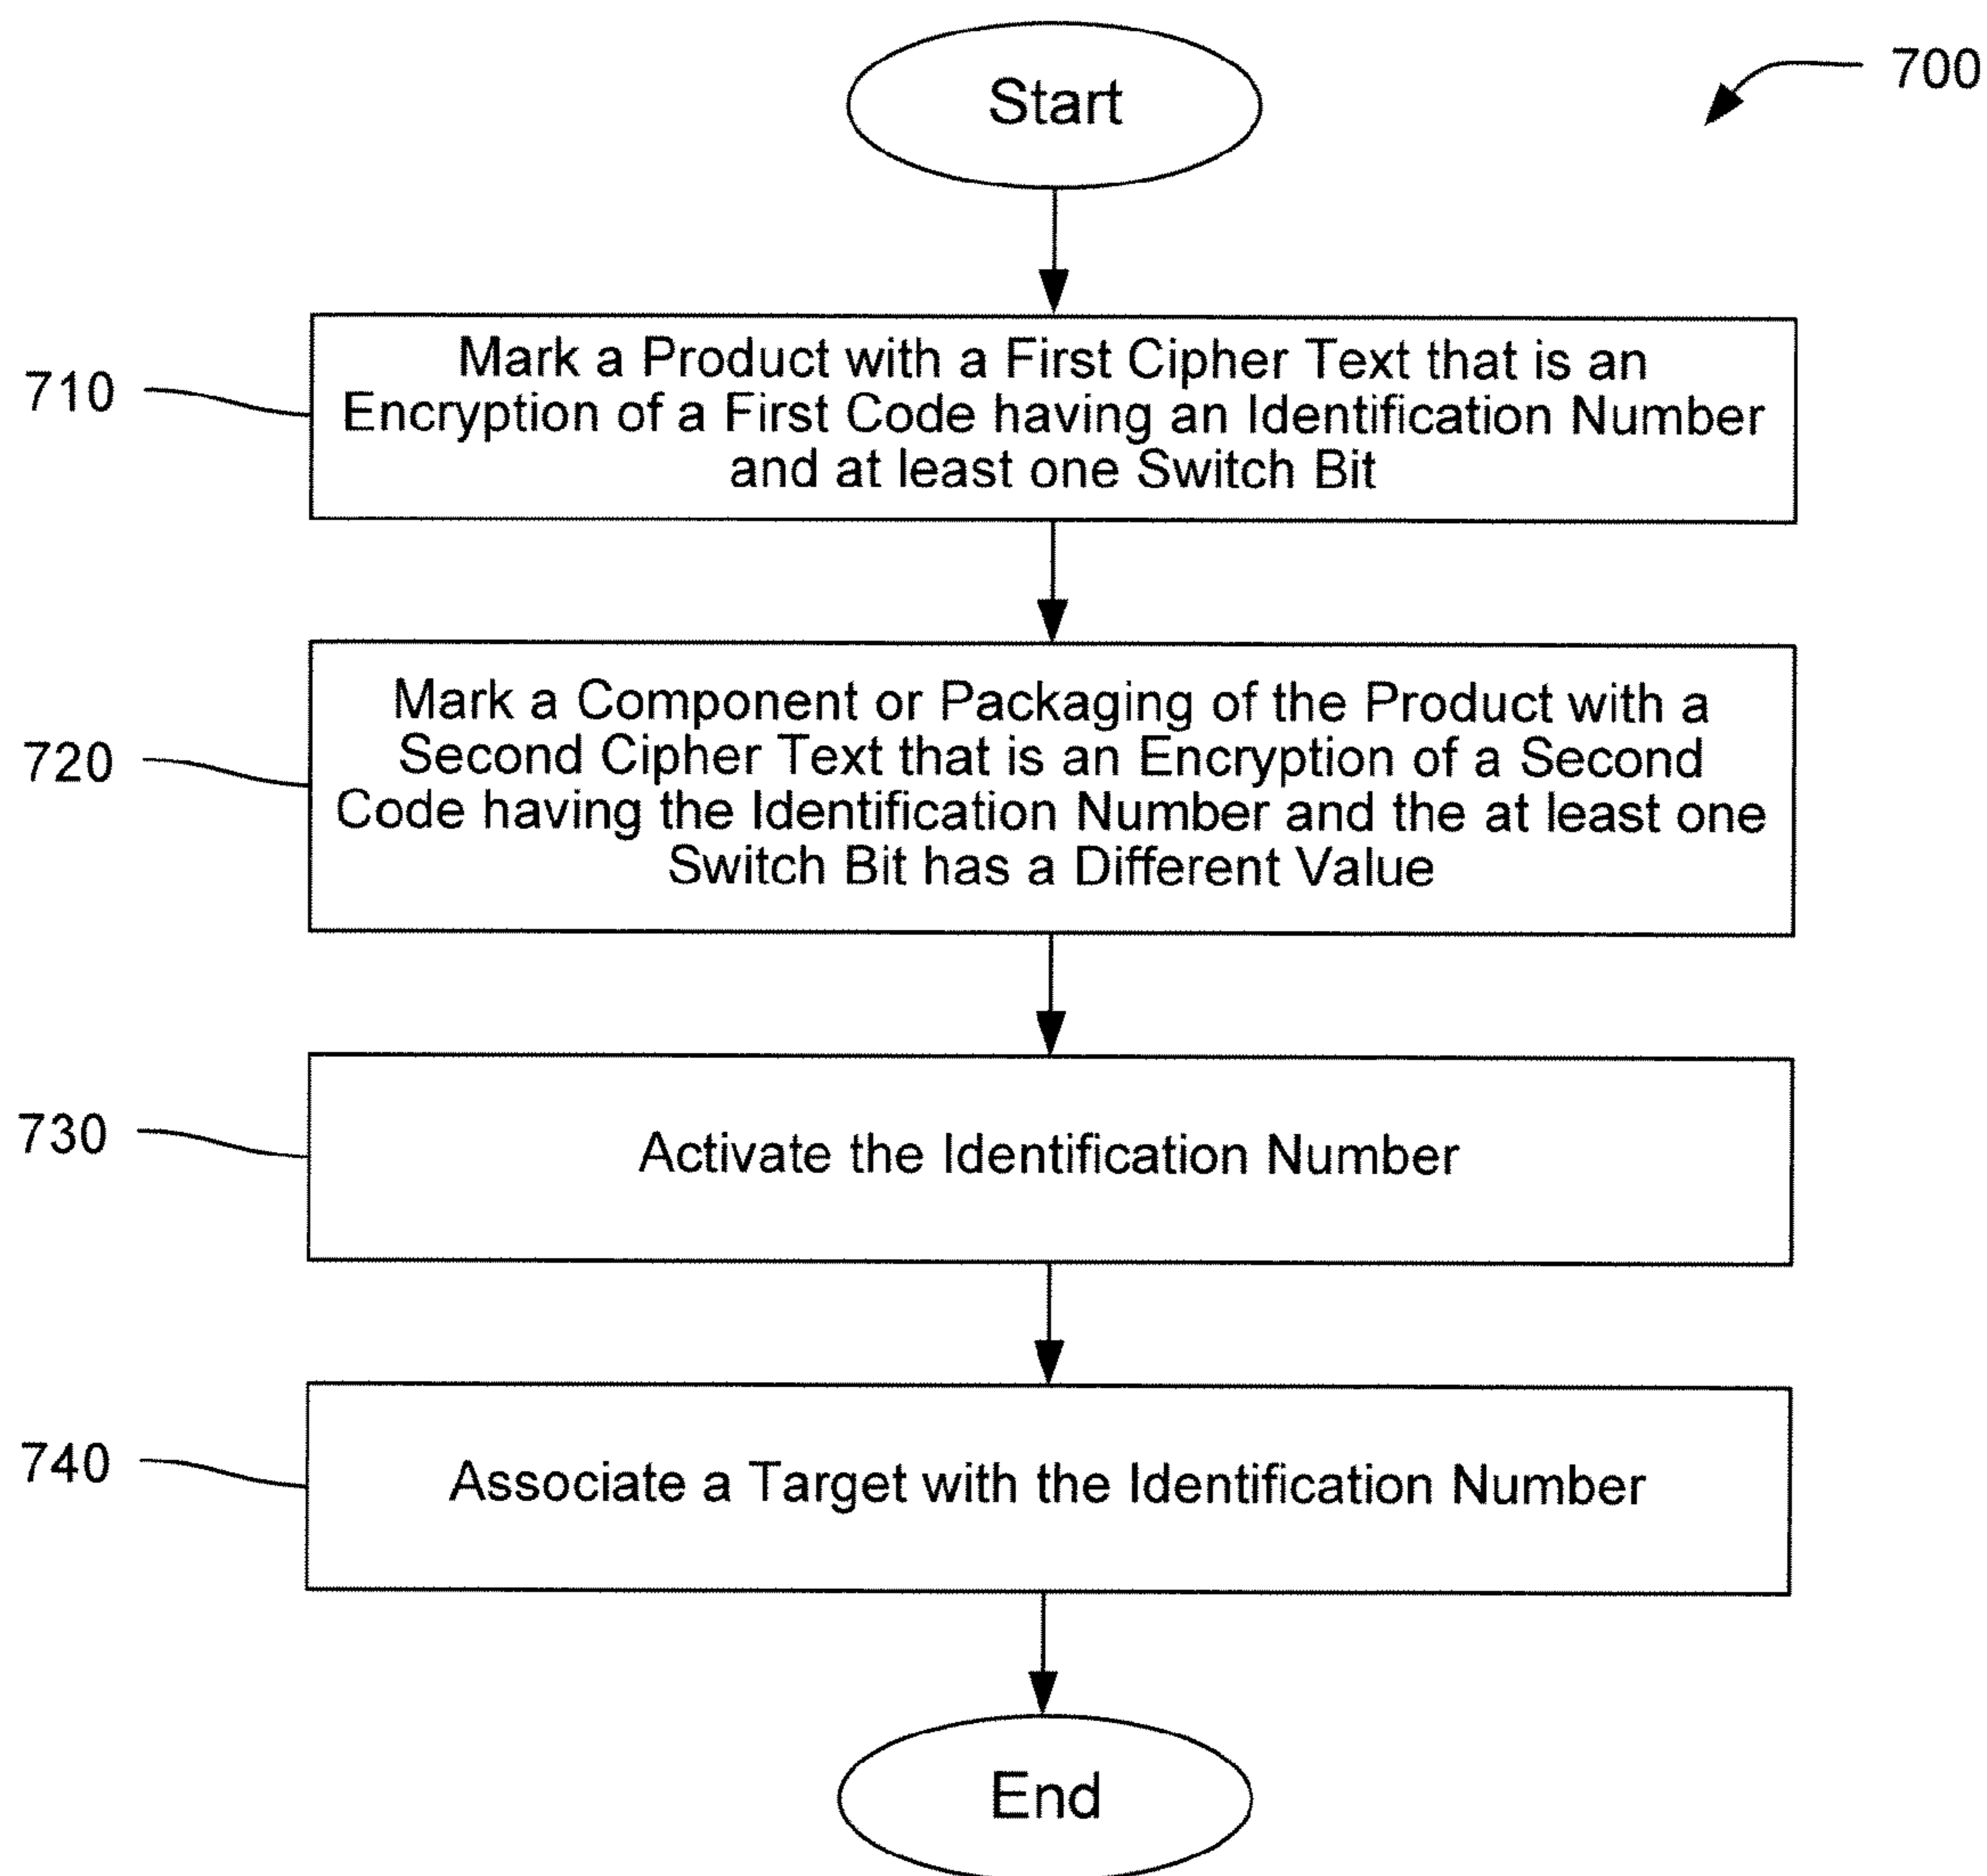 Start
700
710
Mark a Product with a First Cipher Text that is an
Encryption of a First Code having an Identification Number
and at least one Switch Bit
720
Mark a Component or Packaging of the Product with a
Second Cipher Text that is an Encryption of a Second
Code having the Identification Number and the at least one
Switch Bit has a Different Value
730
Activate the Identification Number
740
Associate a Target with the Identification Number
End